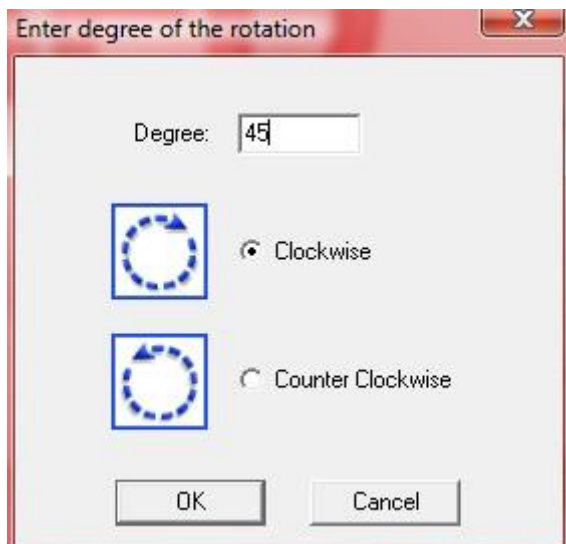 Enter degree of the rotation
Degree: 45
Clockwise
Counter Clockwise
OK Cancel